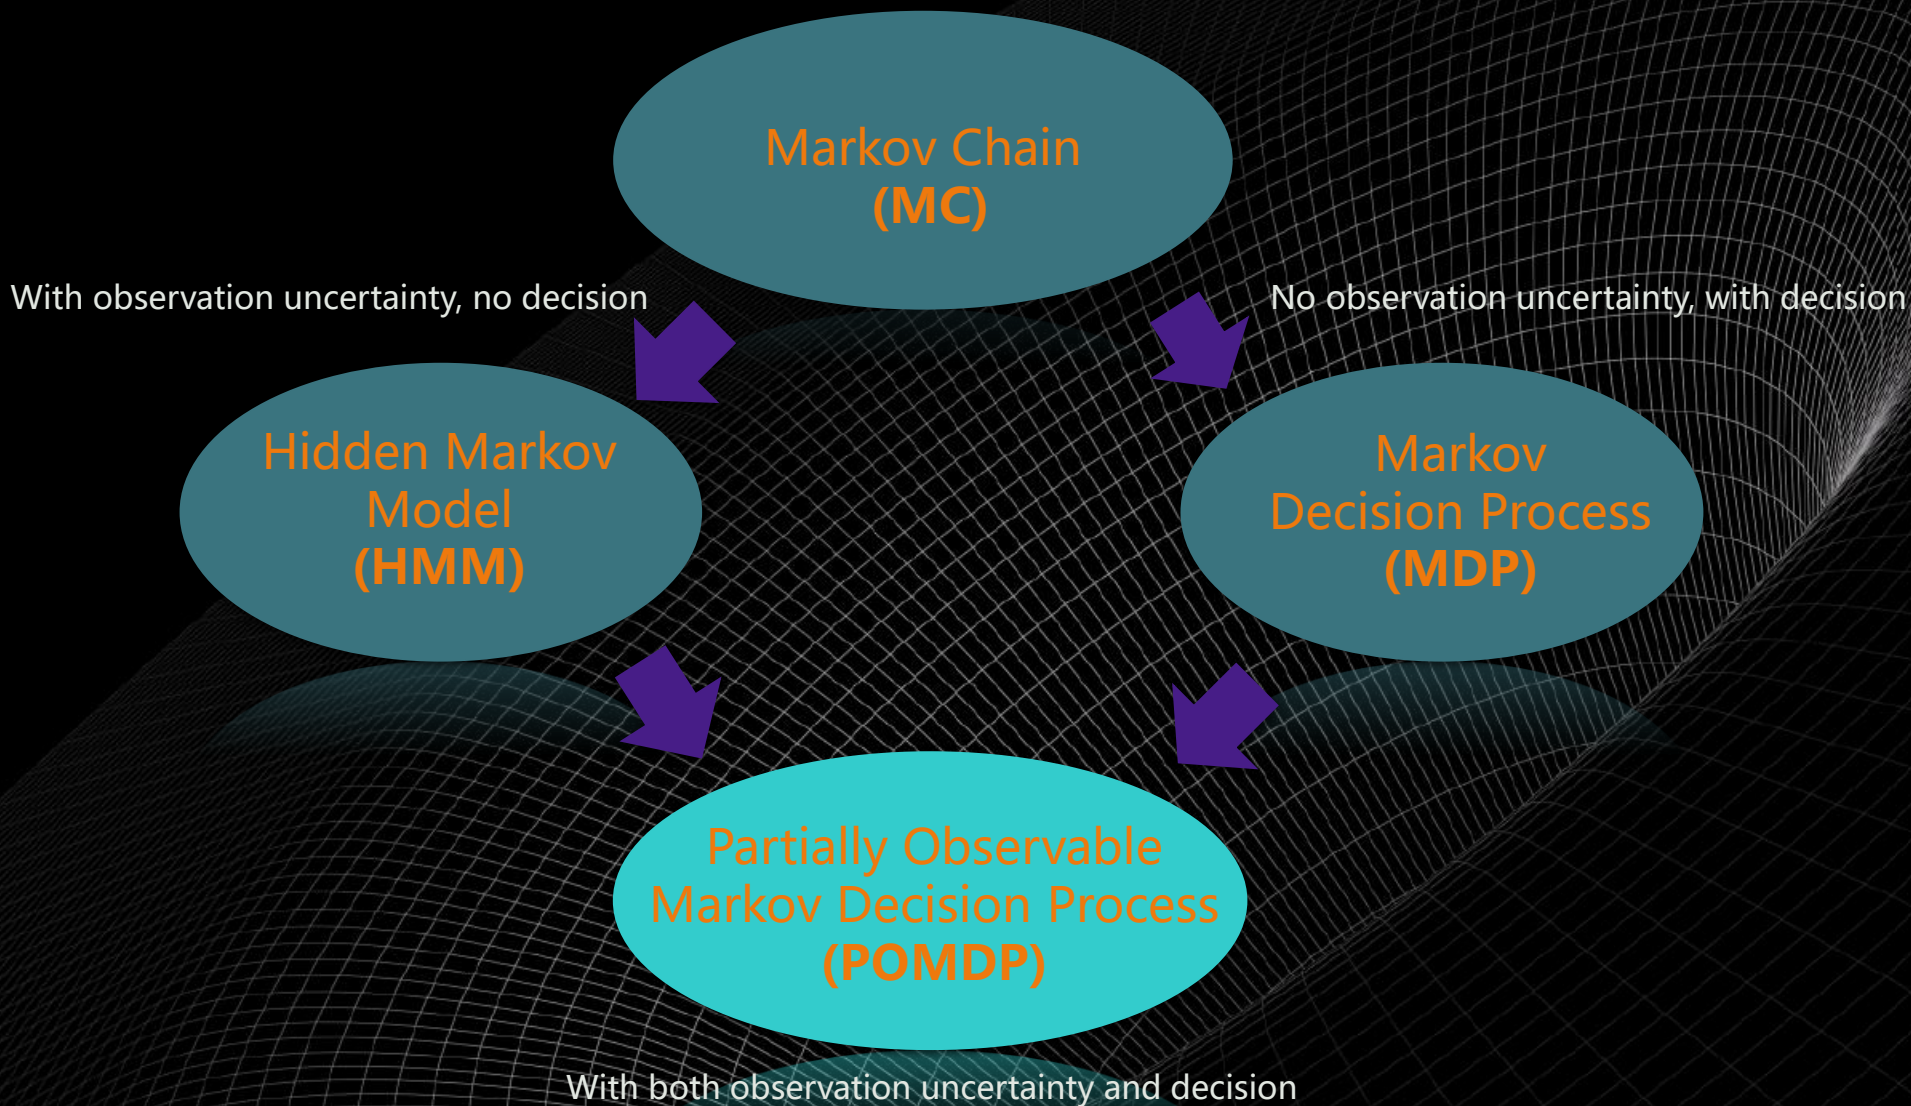 Markov Chain
(MC)
With observation uncertainty, no decision
No observation uncertainty, with decision
Hidden Markov
Model
(HMM)
Markov
Decision Process
(MDP)
Partially Observable
Markov Decision Process
(POMDP)
With both observation uncertainty and decision